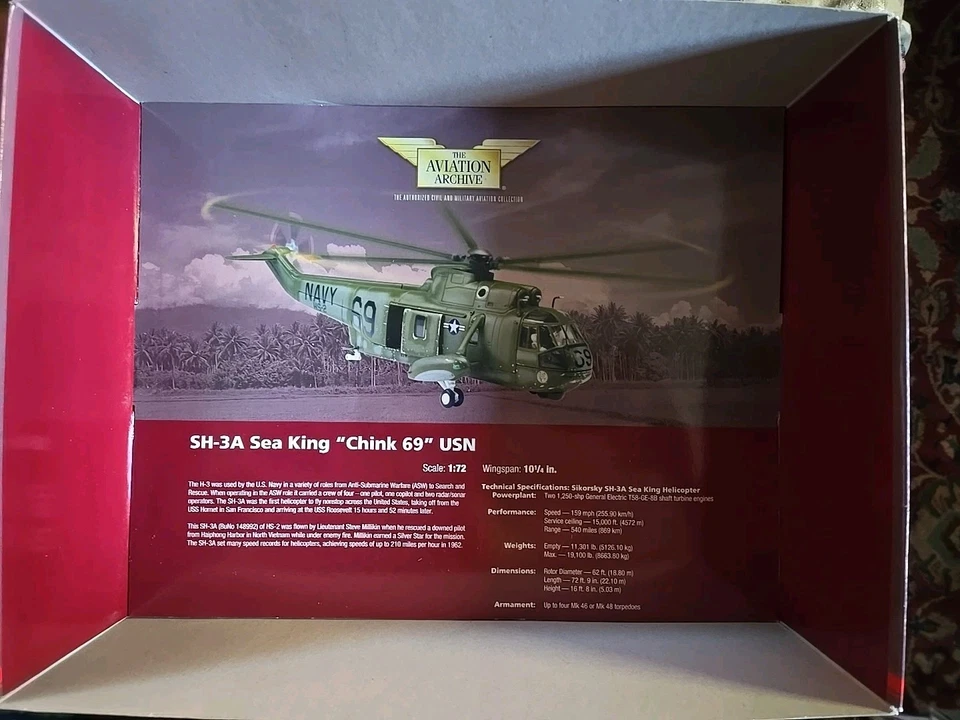 THE
AVIATION
ARCHIVE
THE AUTHORIZED CIVIL AND MILITARY AVIATION COLLECTION
NAVY
HS-2
69
69
SH-3A Sea King "Chink 69" USN
Scale: 1:72 Wingspan: 10¼ in.
The H-3 was used by the U.S. Navy in a variety of roles from Anti-Submarine Warfare (ASW) to Search and
Rescue. When operating in the ASW role it carried a crew of four – one pilot, one copilot and two radar/sonar
operators. The SH-3A was the first helicopter to fly nonstop across the United States, taking off from the
USS Hornet in San Francisco and arriving at the USS Roosevelt 15 hours and 52 minutes later.
This SH-3A (BuNo 148992) of HS-2 was flown by Lieutenant Steve Millikin when he rescued a downed pilot
from Haiphong Harbor in North Vietnam while under enemy fire. Millikin earned a Silver Star for the mission.
The SH-3A set many speed records for helicopters, achieving speeds of up to 210 miles per hour in 1962.
Technical Specifications: Sikorsky SH-3A Sea King Helicopter
Powerplant: Two 1,250-shp General Electric T58-GE-8B shaft turbine engines
Performance: Speed — 159 mph (255.90 km/h)
Service ceiling — 15,000 ft. (4572 m)
Range — 540 miles (869 km)
Weights: Empty — 11,301 lb. (5126.10 kg)
Max. — 19,100 lb. (8663.80 kg)
Dimensions: Rotor Diameter — 62 ft. (18.80 m)
Length — 72 ft. 9 in. (22.10 m)
Height — 16 ft. 8 in. (5.03 m)
Armament: Up to four Mk 46 or Mk 48 torpedoes